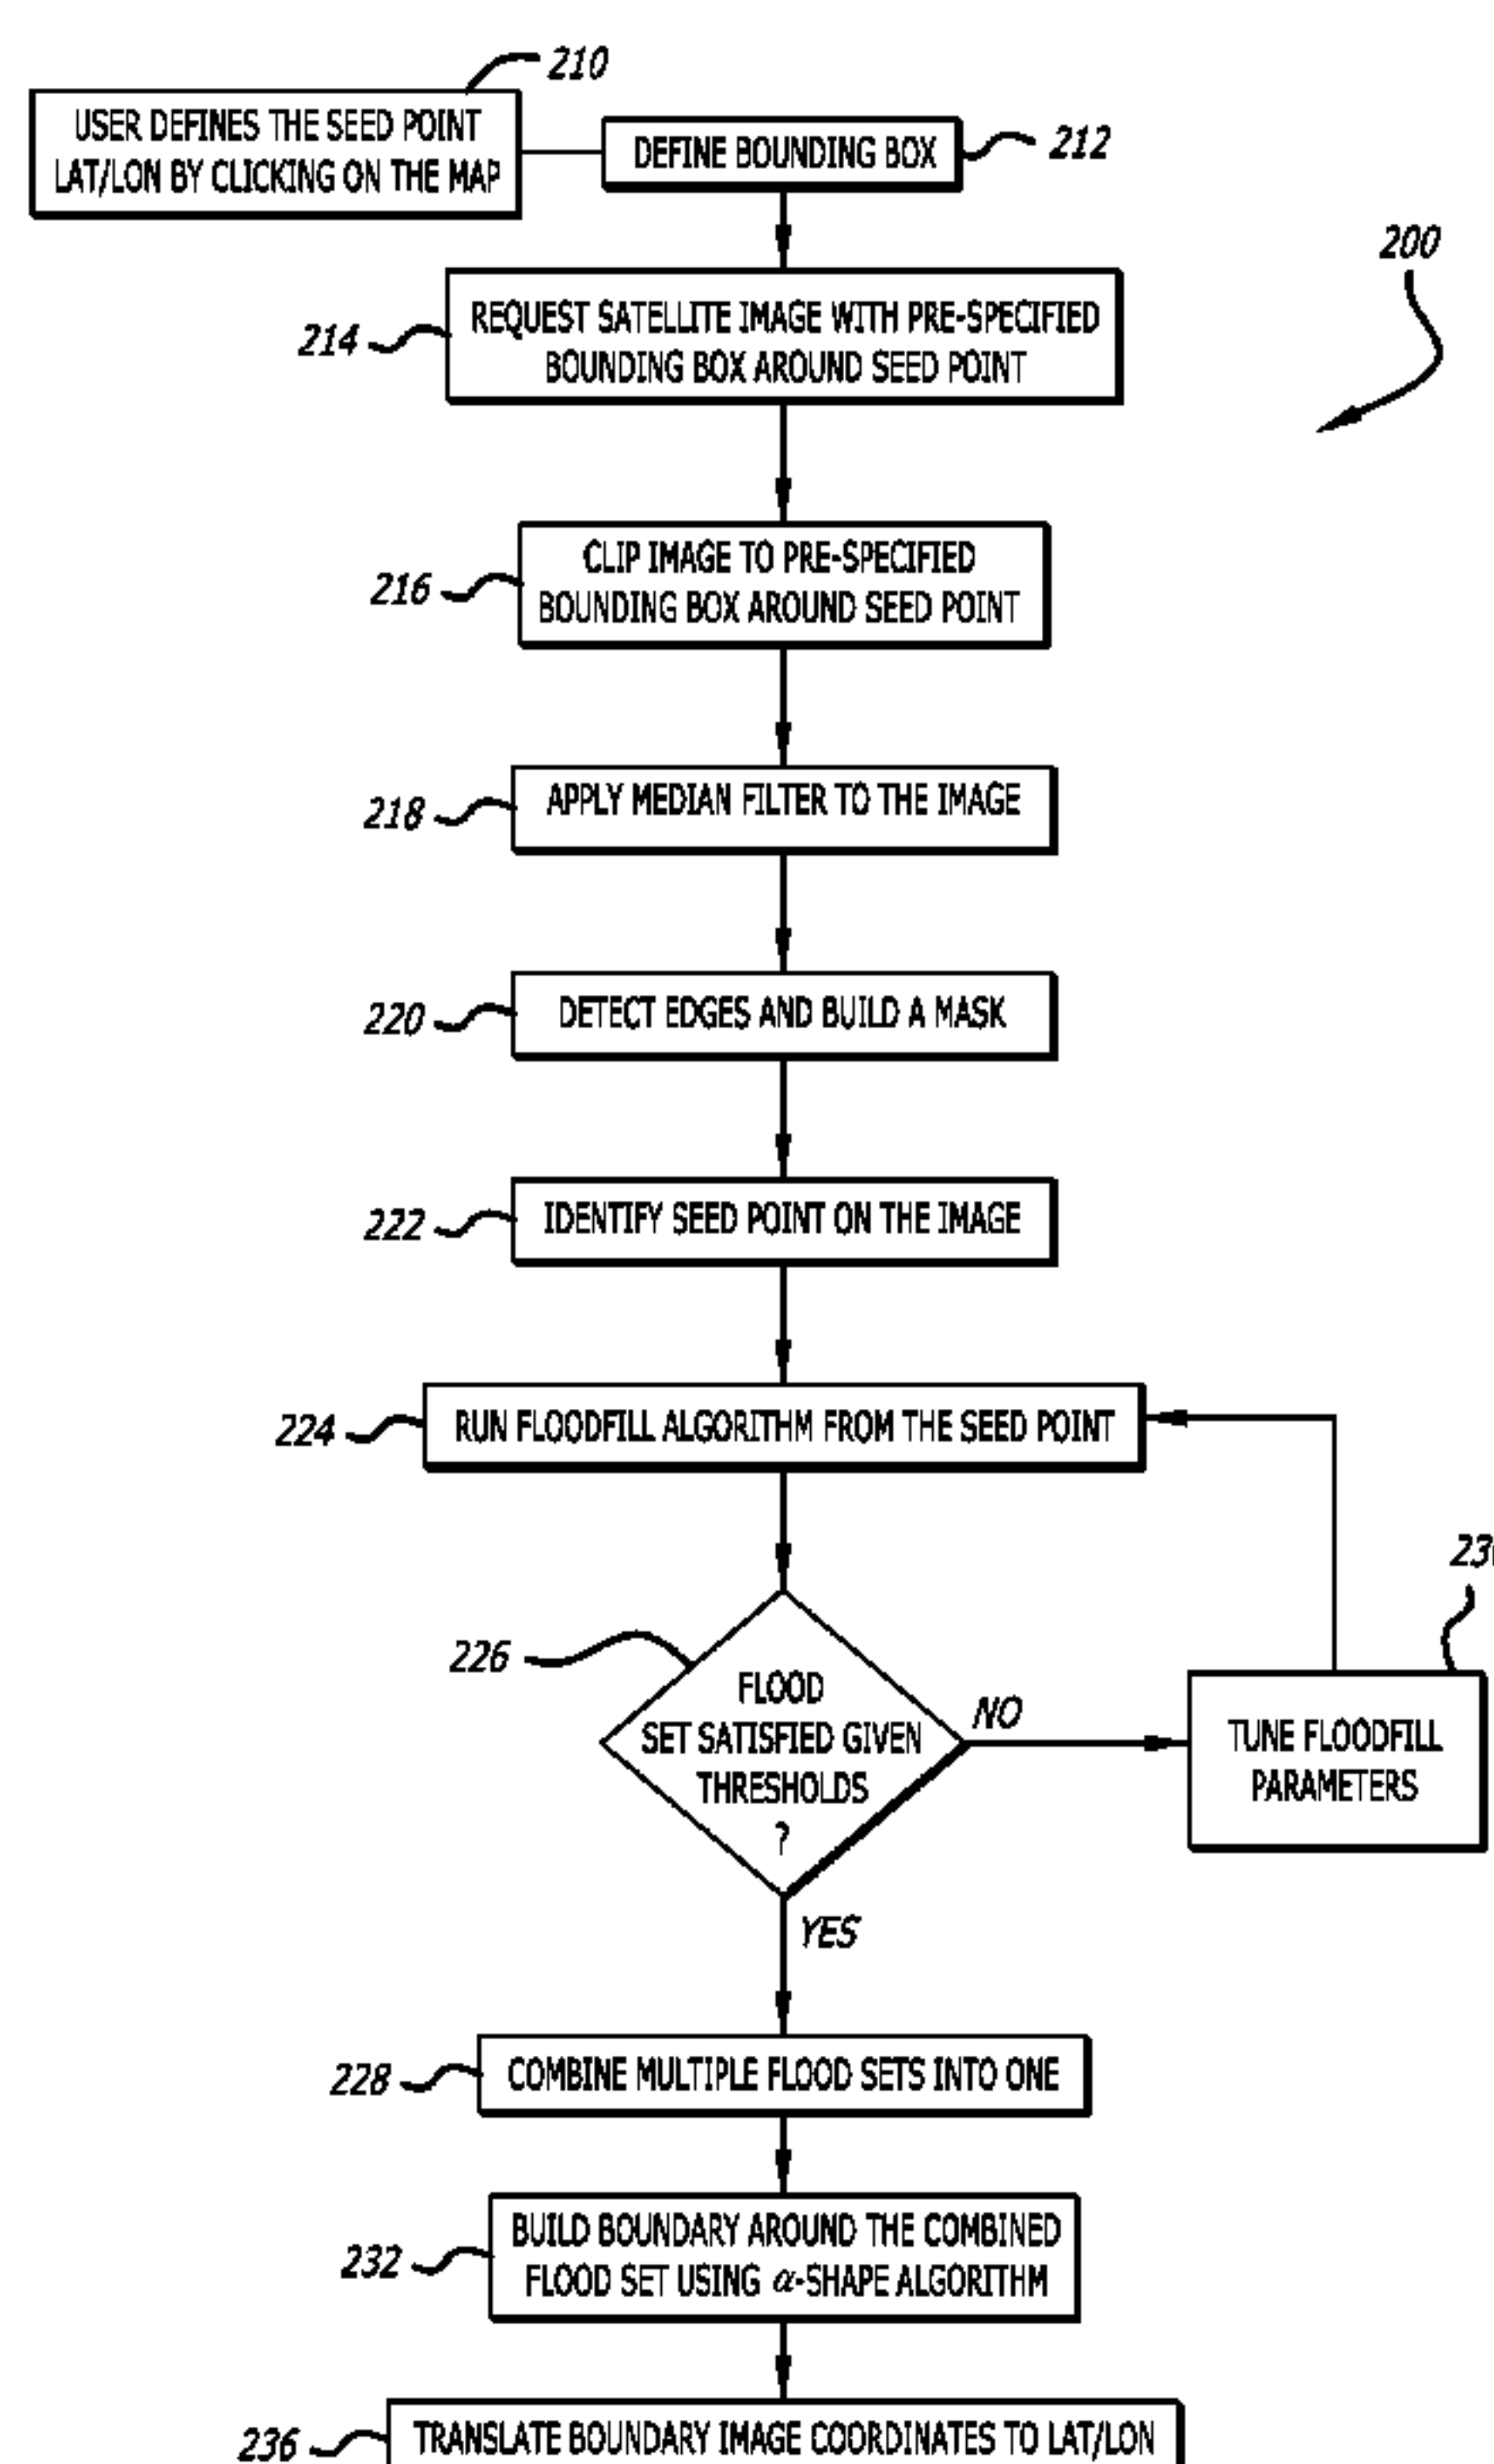 210
USER DEFINES THE SEED POINT
LAT/LON BY CLICKING ON THE MAP
DEFINE BOUNDING BOX
212
200
214
REQUEST SATELLITE IMAGE WITH PRE-SPECIFIED
BOUNDING BOX AROUND SEED POINT
216
CLIP IMAGE TO PRE-SPECIFIED
BOUNDING BOX AROUND SEED POINT
218
APPLY MEDIAN FILTER TO THE IMAGE
220
DETECT EDGES AND BUILD A MASK
222
IDENTIFY SEED POINT ON THE IMAGE
224
RUN FLOODFILL ALGORITHM FROM THE SEED POINT
226
FLOOD
SET SATISFIED GIVEN
THRESHOLDS
?
NO
TUNE FLOODFILL
PARAMETERS
YES
228
COMBINE MULTIPLE FLOOD SETS INTO ONE
232
BUILD BOUNDARY AROUND THE COMBINED
FLOOD SET USING α-SHAPE ALGORITHM
236
TRANSLATE BOUNDARY IMAGE COORDINATES TO LAT/LON